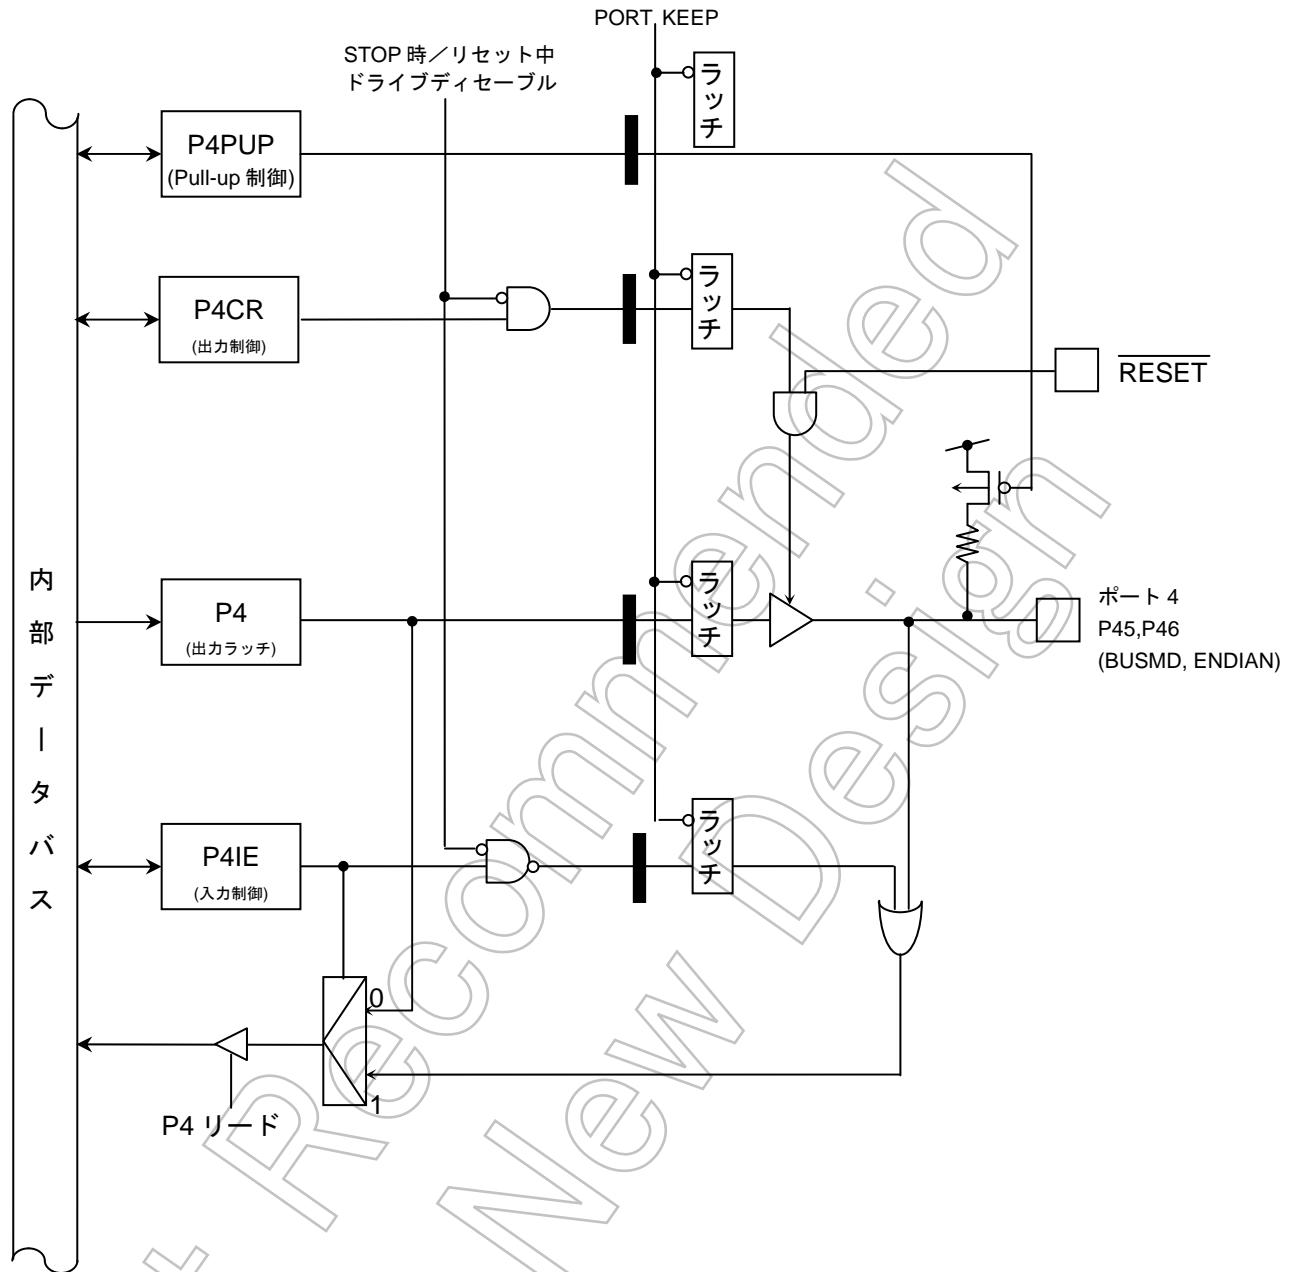 PORT KEEP
STOP 時／リセット中
ドライブディセーブル
ラッチ
P4PUP
(Pull-up 制御)
ラッチ
P4CR
(出力制御)
RESET
ラッチ
P4
(出力ラッチ)
ポート 4
P45,P46
(BUSMD, ENDIAN)
内部データバス
ラッチ
P4IE
(入力制御)
0
1
P4 リード
t Recommended
New Design